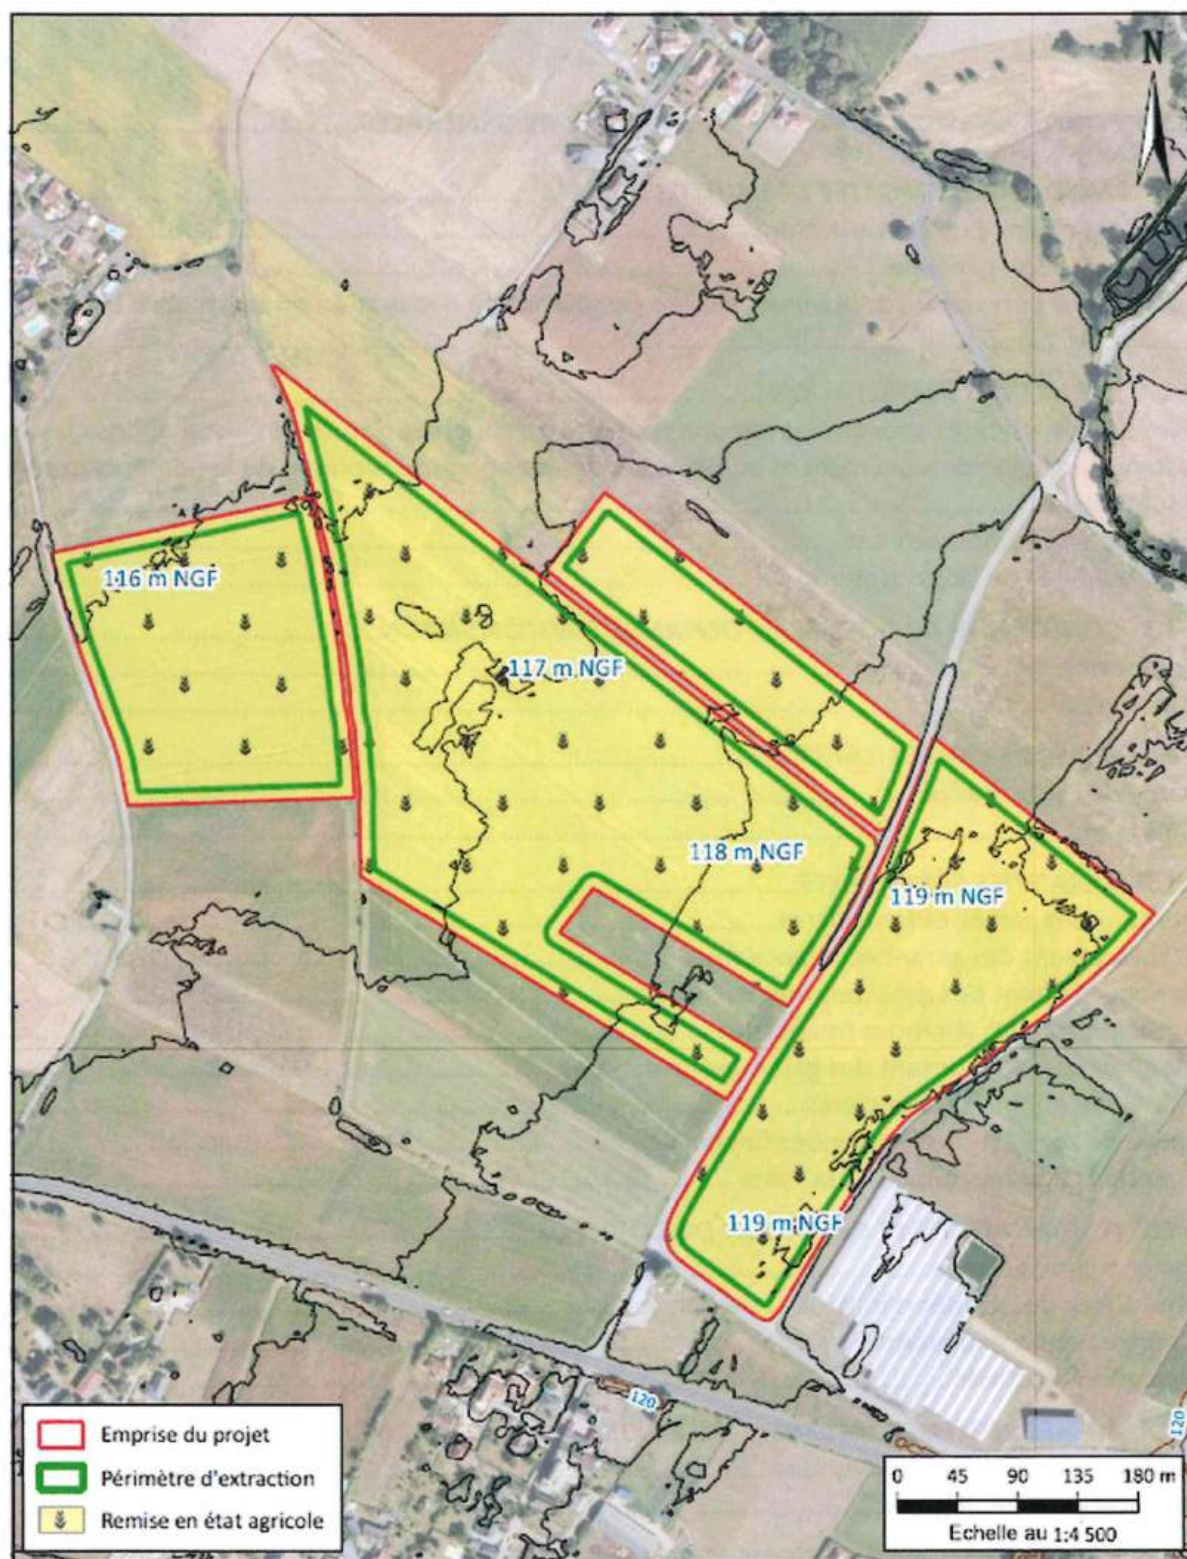 N
116 m NGF
117 m NGF
118 m NGF
119 m NGF
119 m NGF
120
120
Emprise du projet
Périmètre d'extraction
Remise en état agricole
0 45 90 135 180 m
Echelle au 1:4 500